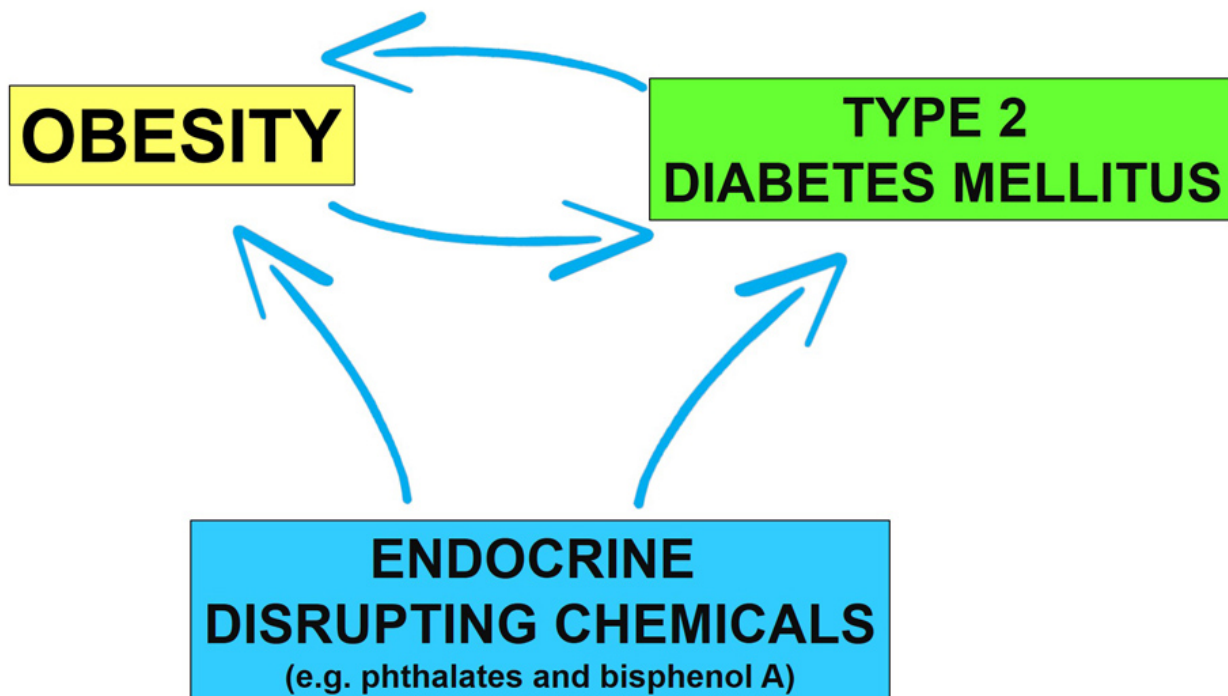 OBESITY
TYPE 2
DIABETES MELLITUS
ENDOCRINE
DISRUPTING CHEMICALS
(e.g. phthalates and bisphenol A)